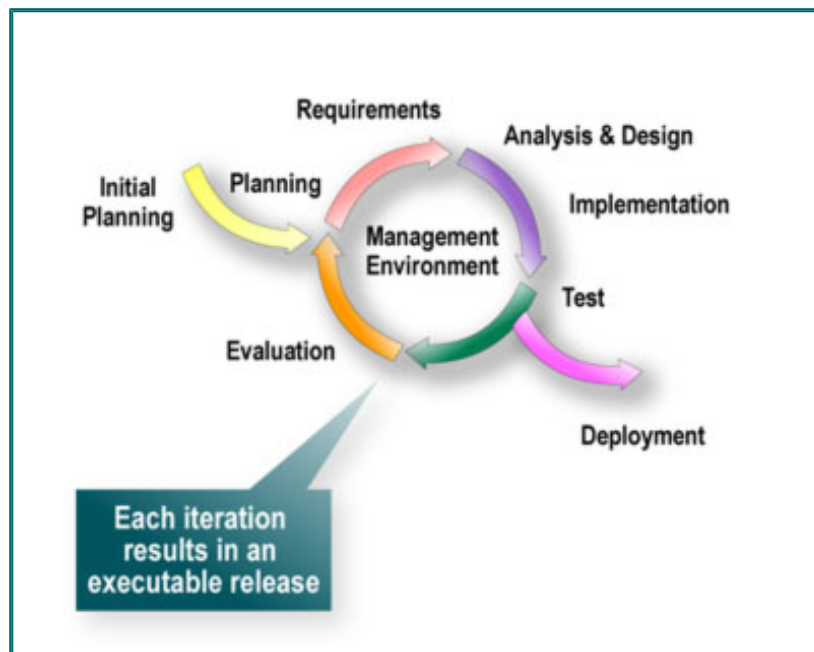 Requirements
Analysis & Design
Planning
Initial
Planning
Implementation
Management
Environment
Test
Evaluation
Deployment
Each iteration
results in an
executable release